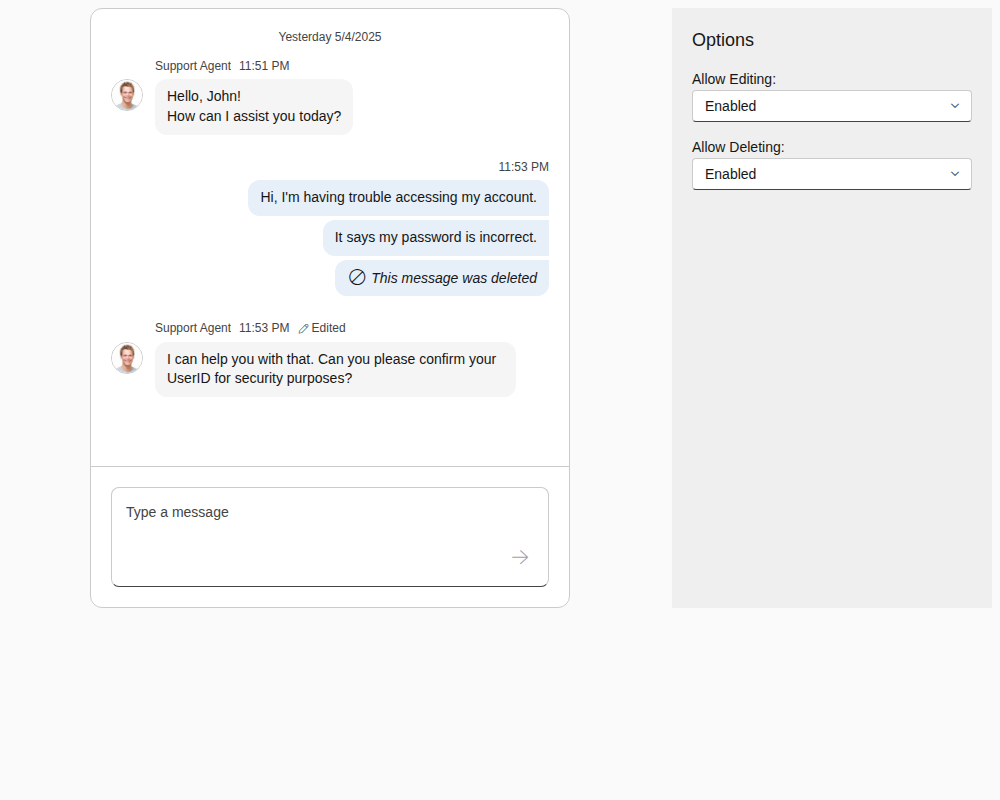 Yesterday 5/4/2025
Support Agent 11:51 PM
Hello, John!
How can I assist you today?
11:53 PM
Hi, I'm having trouble accessing my account.
It says my password is incorrect.
This message was deleted
Support Agent 11:53 PM Edited
I can help you with that. Can you please confirm your
UserID for security purposes?
Type a message
Options
Allow Editing:
Enabled
Allow Deleting:
Enabled